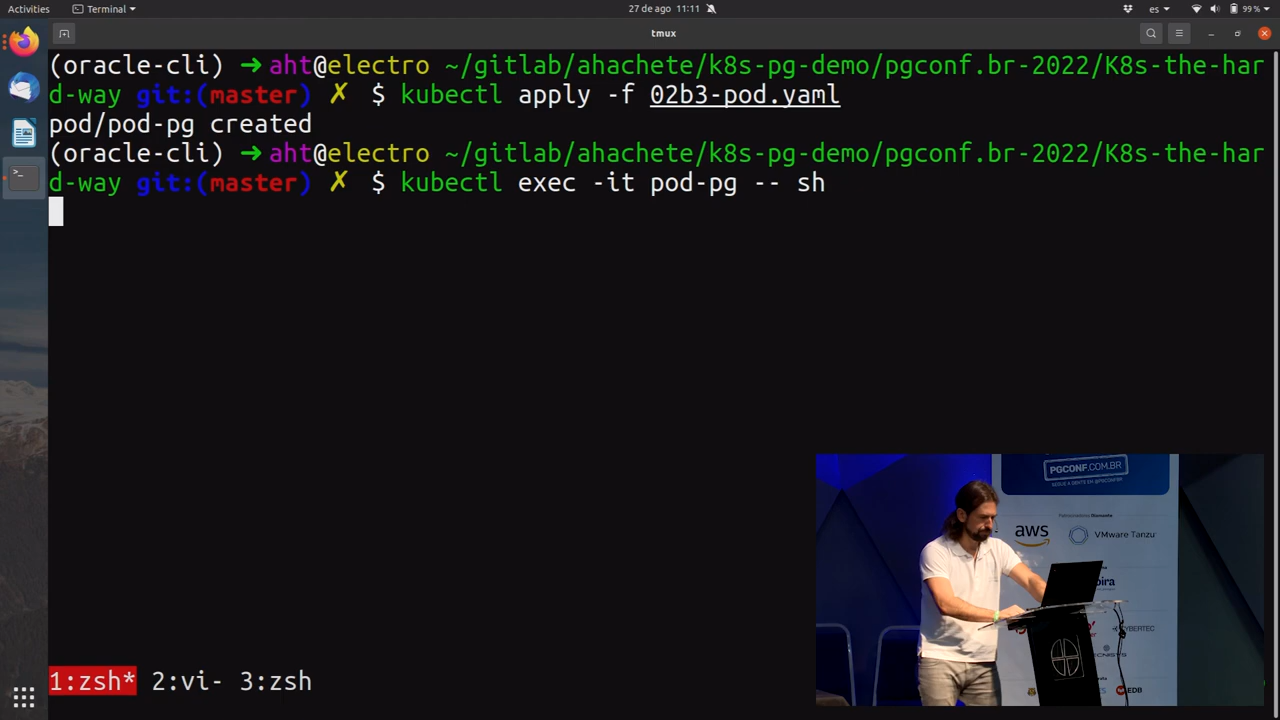 Activities
Terminal
27 de ago 11:11
es
99 %
tmux
(oracle-cli) ➜ aht@electro ~/gitlab/ahachete/k8s-pg-demo/pgconf.br-2022/K8s-the-har
d-way git:(master) ✗ $ kubectl apply -f 02b3-pod.yaml
pod/pod-pg created
(oracle-cli) ➜ aht@electro ~/gitlab/ahachete/k8s-pg-demo/pgconf.br-2022/K8s-the-har
d-way git:(master) ✗ $ kubectl exec -it pod-pg -- sh
PGCONF.COM.BR
aws
VMware Tanzu
CYBERTEC
EDB
1:zsh* 2:vi- 3:zsh